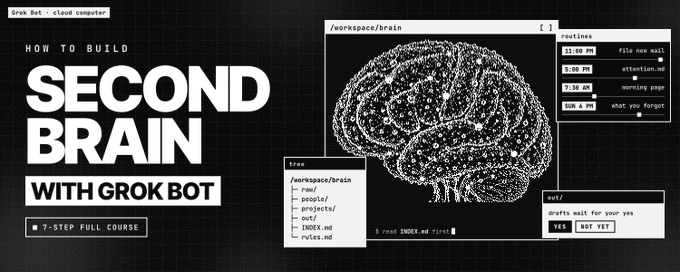 Grok Bot · cloud computer
HOW TO BUILD
SECOND
BRAIN
WITH GROK BOT
■ 7-STEP FULL COURSE
/workspace/brain [ ]
$ read INDEX.md first
tree
/workspace/brain
├─ raw/
├─ people/
├─ projects/
├─ out/
├─ INDEX.md
└─ rules.md
routines
11:00 PM file new mail
5:00 PM attention.md
7:30 AM morning page
SUN 6 PM what you forgot
out/
drafts wait for your yes
YES NOT YET